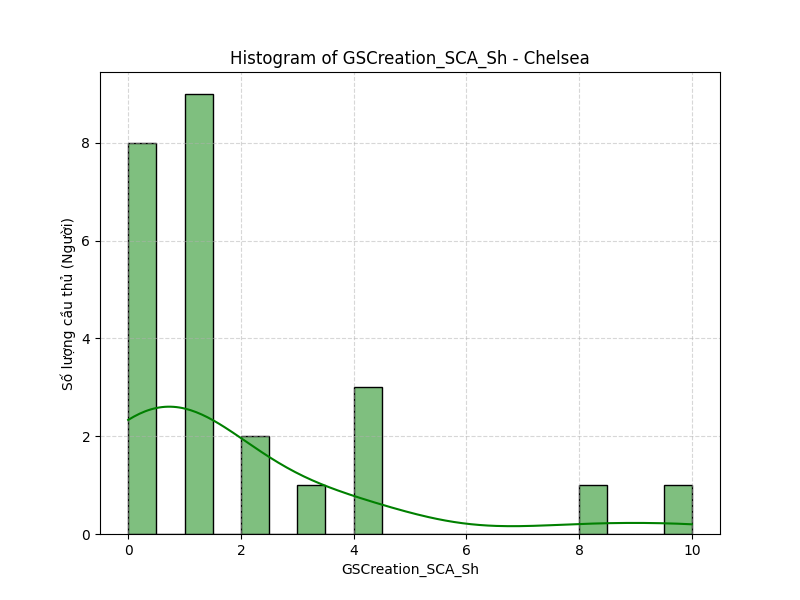 Histogram of GSCreation_SCA_Sh - Chelsea
Số lượng cầu thủ (Người)
8
6
4
2
0
0 2 4 6 8 10
GSCreation_SCA_Sh